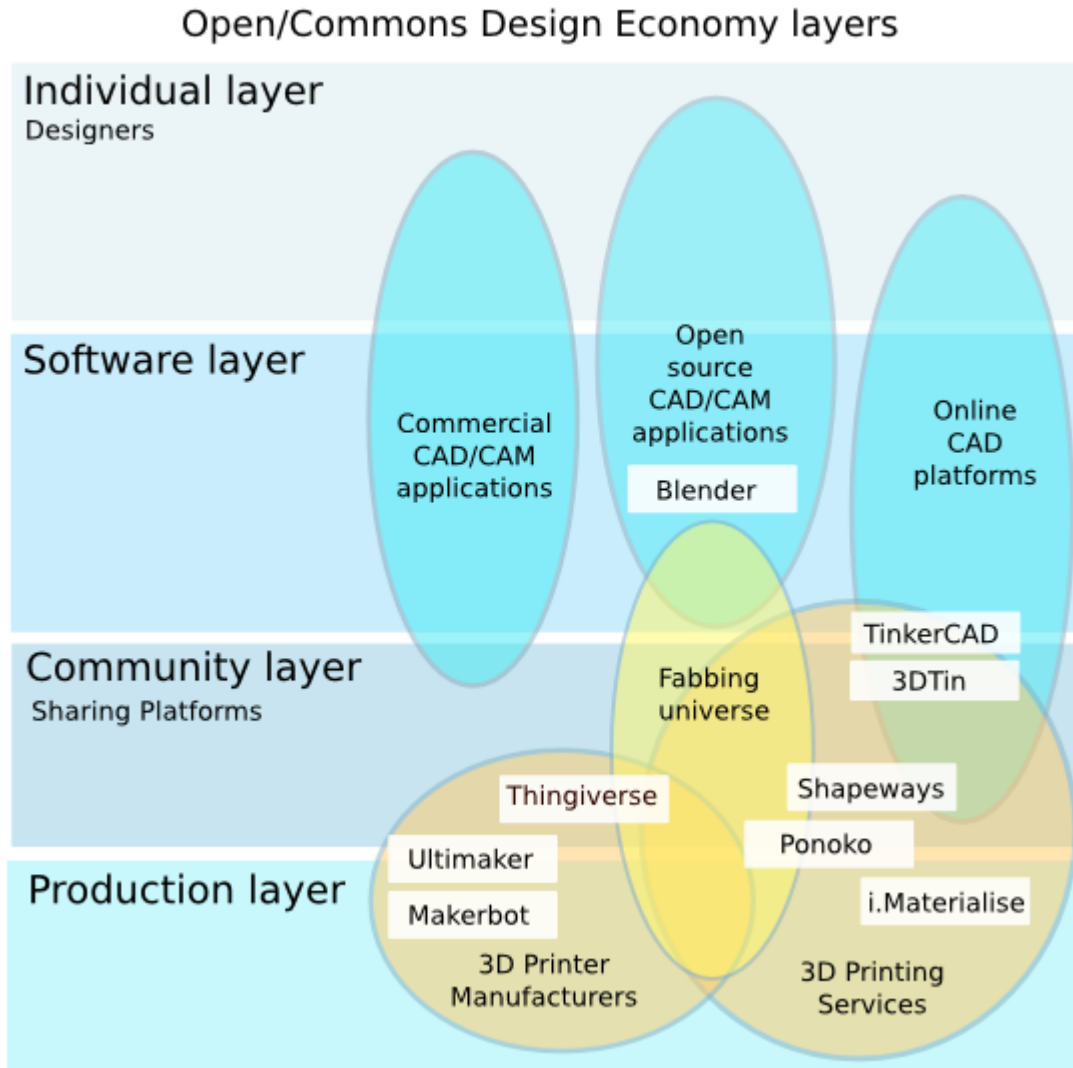 Open/Commons Design Economy layers
Individual layer
Designers
Software layer
Commercial
CAD/CAM
applications
Open
source
CAD/CAM
applications
Blender
Online
CAD
platforms
TinkerCAD
3DTin
Community layer
Sharing Platforms
Fabbing
universe
Thingiverse
Shapeways
Ponoko
Ultimaker
Makerbot
Production layer
i.Materialise
3D Printer
Manufacturers
3D Printing
Services